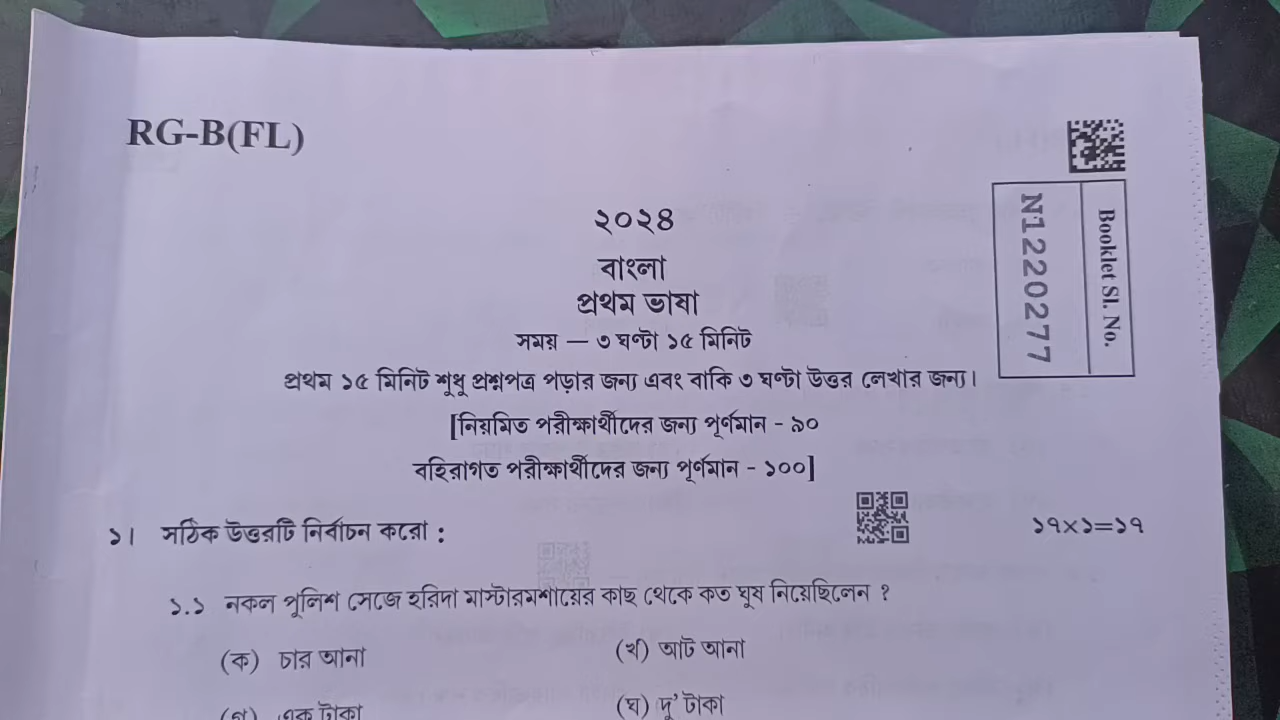 RG-B(FL)
Booklet Sl. No.
N1220277
২০২৪
বাংলা
প্রথম ভাষা
সময় — ৩ ঘণ্টা ১৫ মিনিট
প্রথম ১৫ মিনিট শুধু প্রশ্নপত্র পড়ার জন্য এবং বাকি ৩ ঘণ্টা উত্তর লেখার জন্য।
[নিয়মিত পরীক্ষার্থীদের জন্য পূর্ণমান - ৯০
বহিরাগত পরীক্ষার্থীদের জন্য পূর্ণমান - ১০০]
১। সঠিক উত্তরটি নির্বাচন করো : ১৭×১=১৭
১.১ নকল পুলিশ সেজে হরিদা মাস্টারমশায়ের কাছ থেকে কত ঘুষ নিয়েছিলেন ?
(ক) চার আনা (খ) আট আনা
(গ) এক টাকা (ঘ) দু' টাকা